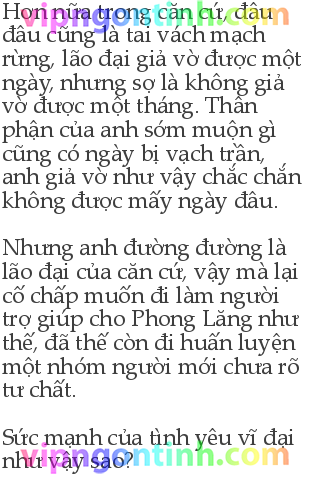 Hơn nữa trong căn cứ, đâu
đâu cũng là tai vách mạch
rừng, lão đại giả vờ được một
ngày, nhưng sợ là không giả
vờ được một tháng. Thân
phận của anh sớm muộn gì
cũng có ngày bị vạch trần,
anh giả vờ như vậy chắc chắn
không được mấy ngày đâu.
Nhưng anh đường đường là
lão đại của căn cứ, vậy mà lại
cố chấp muốn đi làm người
trợ giúp cho Phong Lăng như
thế, đã thế còn đi huấn luyện
một nhóm người mới chưa rõ
tư chất.
Sức mạnh của tình yêu vĩ đại
như vậy sao?
vipngontinh.com
vipngontinh.com